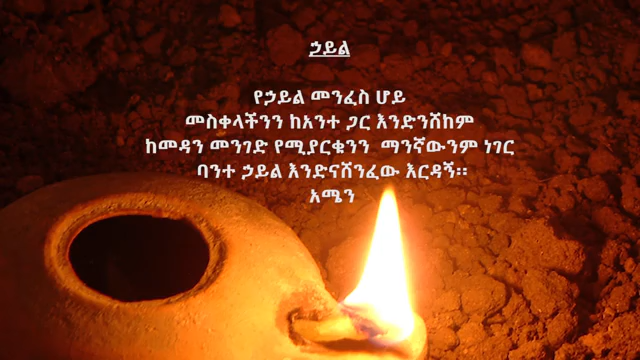 ኃይል
የኃይል መንፈስ ሆይ
መስቀላችንን ከአንተ ጋር እንድንሸከም
ከመዳን መንገድ የሚያርቁንን ማንኛውንም ነገር
ባንተ ኃይል እንድናሸንፈው እርዳኝ።
አሜን